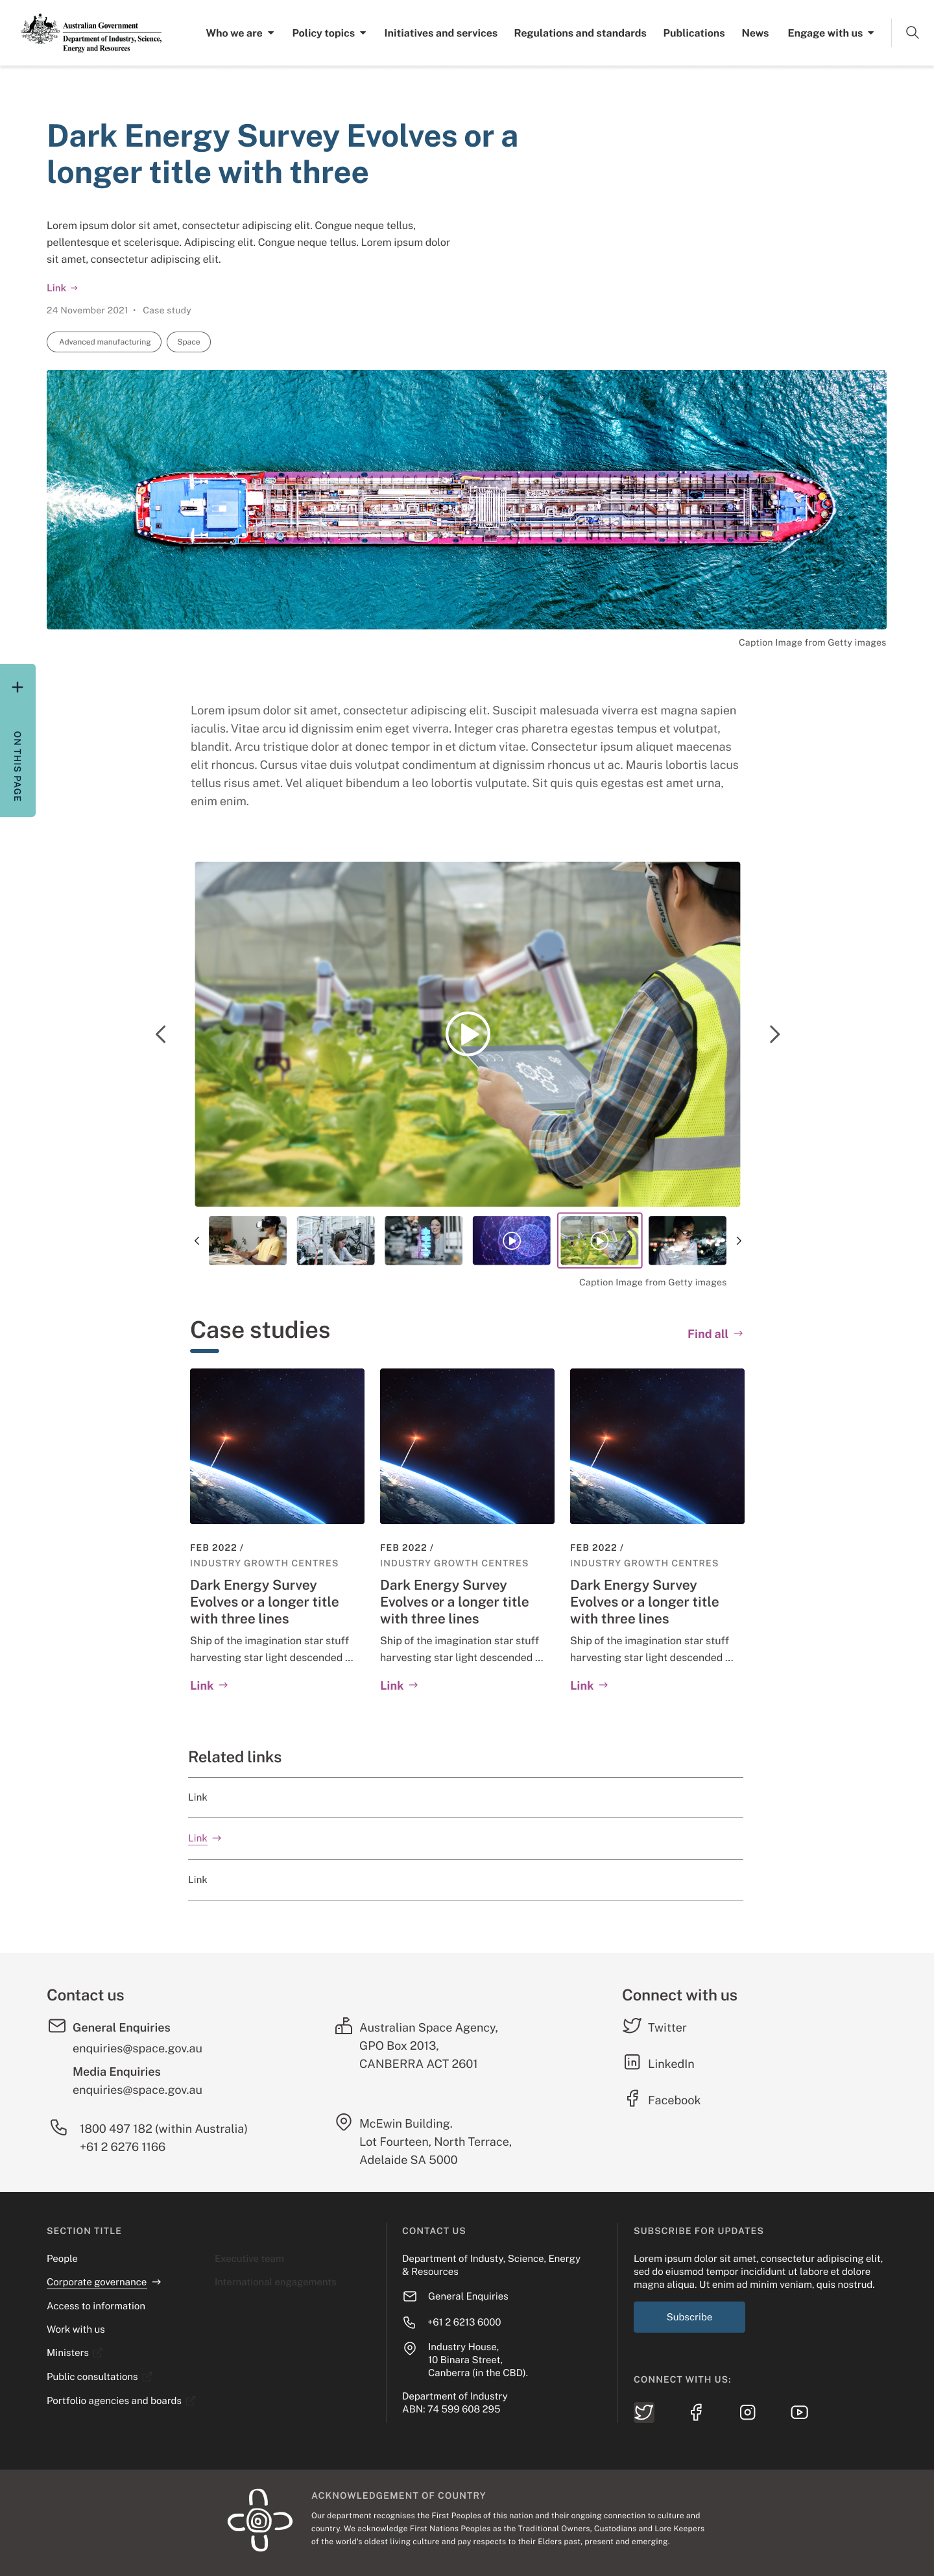 Australian Government
Department of Industry, Science,
Energy and Resources
Who we are
Policy topics
Initiatives and services
Regulations and standards
Publications
News
Engage with us
Dark Energy Survey Evolves or a
longer title with three
Lorem ipsum dolor sit amet, consectetur adipiscing elit. Congue neque tellus,
pellentesque et scelerisque. Adipiscing elit. Congue neque tellus. Lorem ipsum dolor
sit amet, consectetur adipiscing elit.
Link →
24 November 2021 • Case study
Advanced manufacturing
Space
Caption Image from Getty images
ON THIS PAGE
Lorem ipsum dolor sit amet, consectetur adipiscing elit. Suscipit malesuada viverra est magna sapien
iaculis. Vitae arcu id dignissim enim eget viverra. Integer cras pharetra egestas tempus et volutpat,
blandit. Arcu tristique dolor at donec tempor in et dictum vitae. Consectetur ipsum aliquet maecenas
elit rhoncus. Cursus vitae duis volutpat condimentum at dignissim rhoncus ut ac. Mauris lobortis lacus
tellus risus amet. Vel aliquet bibendum a leo lobortis vulputate. Sit quis quis egestas est amet urna,
enim enim.
SAFETY
Caption Image from Getty images
Case studies
Find all →
FEB 2022 /
INDUSTRY GROWTH CENTRES
Dark Energy Survey
Evolves or a longer title
with three lines
Ship of the imagination star stuff
harvesting star light descended ...
Link →
FEB 2022 /
INDUSTRY GROWTH CENTRES
Dark Energy Survey
Evolves or a longer title
with three lines
Ship of the imagination star stuff
harvesting star light descended ...
Link →
FEB 2022 /
INDUSTRY GROWTH CENTRES
Dark Energy Survey
Evolves or a longer title
with three lines
Ship of the imagination star stuff
harvesting star light descended ...
Link →
Related links
Link
Link →
Link
Contact us
General Enquiries
enquiries@space.gov.au
Media Enquiries
enquiries@space.gov.au
1800 497 182 (within Australia)
+61 2 6276 1166
Australian Space Agency,
GPO Box 2013,
CANBERRA ACT 2601
McEwin Building.
Lot Fourteen, North Terrace,
Adelaide SA 5000
Connect with us
Twitter
LinkedIn
Facebook
SECTION TITLE
People
Corporate governance →
Access to information
Work with us
Ministers
Public consultations
Portfolio agencies and boards
Executive team
International engagements
CONTACT US
Department of Industy, Science, Energy
& Resources
General Enquiries
+61 2 6213 6000
Industry House,
10 Binara Street,
Canberra (in the CBD).
Department of Industry
ABN: 74 599 608 295
SUBSCRIBE FOR UPDATES
Lorem ipsum dolor sit amet, consectetur adipiscing elit,
sed do eiusmod tempor incididunt ut labore et dolore
magna aliqua. Ut enim ad minim veniam, quis nostrud.
Subscribe
CONNECT WITH US:
ACKNOWLEDGEMENT OF COUNTRY
Our department recognises the First Peoples of this nation and their ongoing connection to culture and
country. We acknowledge First Nations Peoples as the Traditional Owners, Custodians and Lore Keepers
of the world's oldest living culture and pay respects to their Elders past, present and emerging.